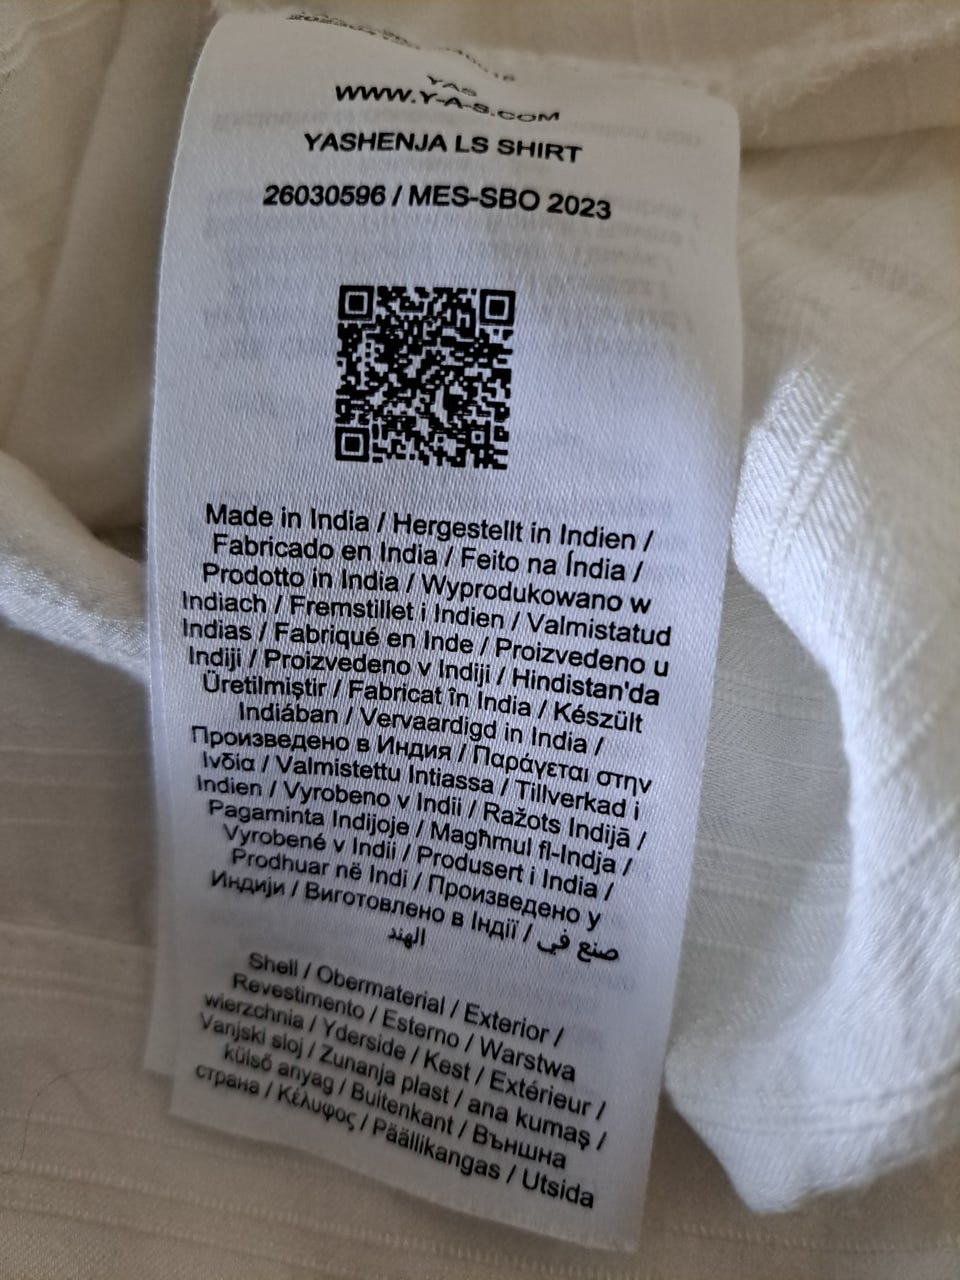 YAS
WWW.Y-A-S.COM
YASHENJA LS SHIRT
26030596 / MES-SBO 2023
Made in India / Hergestellt in Indien /
Fabricado en India / Feito na Índia /
Prodotto in India / Wyprodukowano w
Indiach / Fremstillet i Indien / Valmistatud
Indias / Fabriqué en Inde / Proizvedeno u
Indiji / Proizvedeno v Indiji / Hindistan'da
Üretilmiştir / Fabricat în India / Készült
Indiában / Vervaardigd in India /
Произведено в Индия / Παράγεται στην
Ινδία / Valmistettu Intiassa / Tillverkad i
Indien / Vyrobeno v Indii / Ražots Indijā /
Pagaminta Indijoje / Magħmul fl-Indja /
Vyrobené v Indii / Produsert i India /
Prodhuar në Indi / Произведено у
Индији / Виготовлено в Індії / صنع في
الهند
Shell / Obermaterial / Exterior /
Revestimento / Esterno / Warstwa
wierzchnia / Yderside / Kest / Extérieur /
Vanjski sloj / Zunanja plast / ana kumaş /
külső anyag / Buitenkant / Външна
страна / Κέλυφος / Päällikangas / Utsida